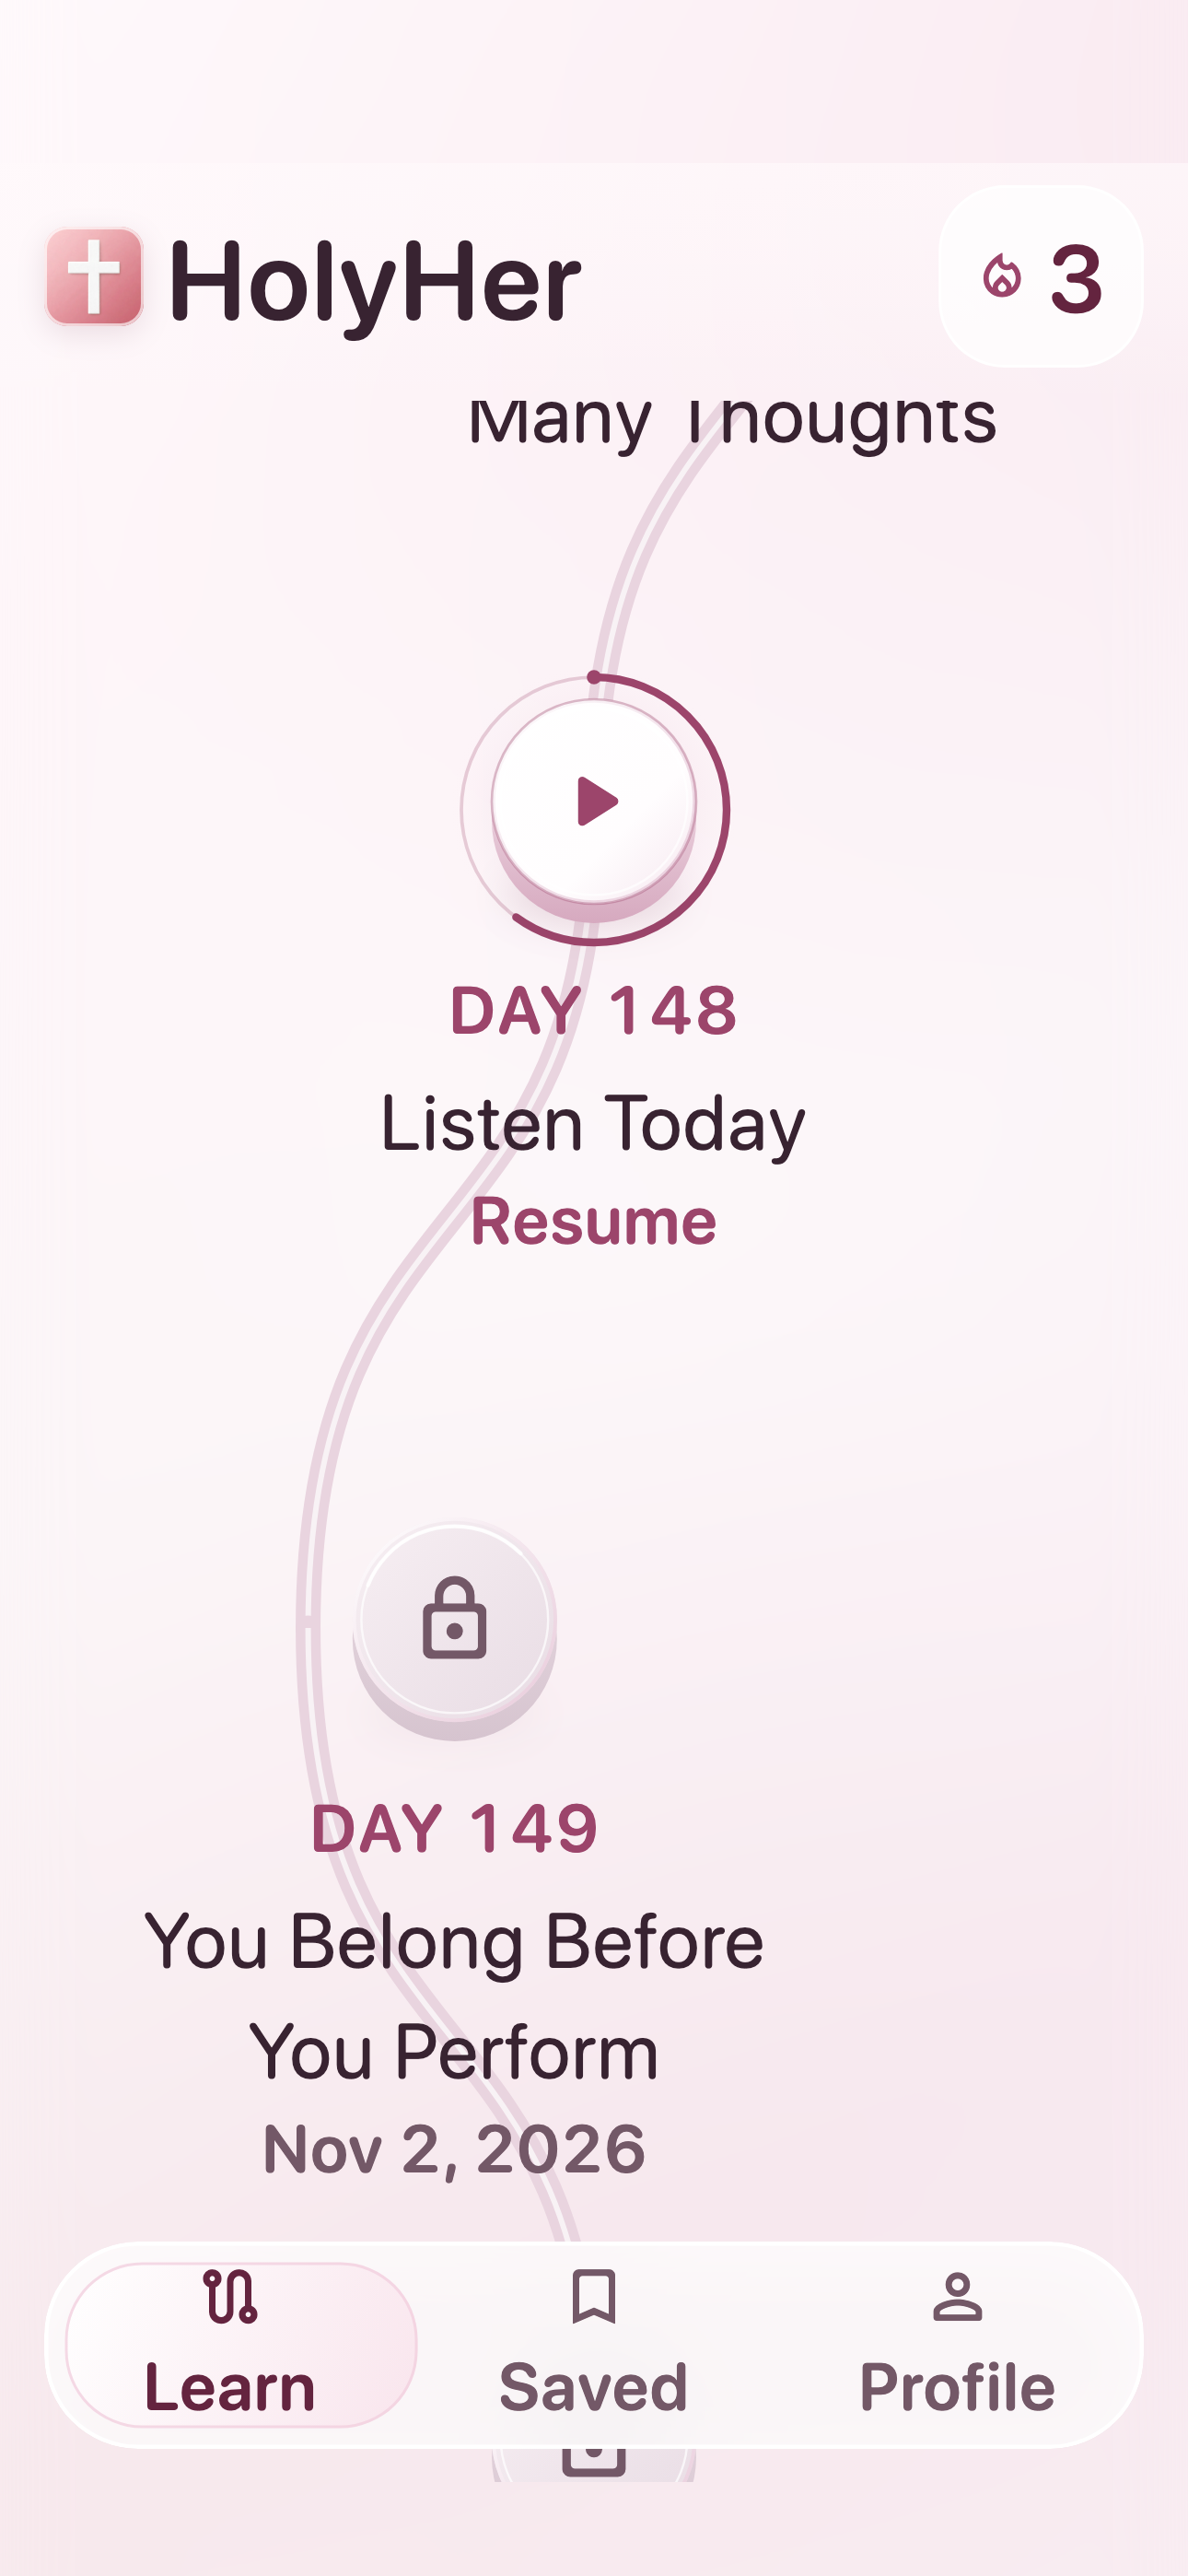 HolyHer
3
Many Thoughts
DAY 148
Listen Today
Resume
DAY 149
You Belong Before
You Perform
Nov 2, 2026
Learn
Saved
Profile